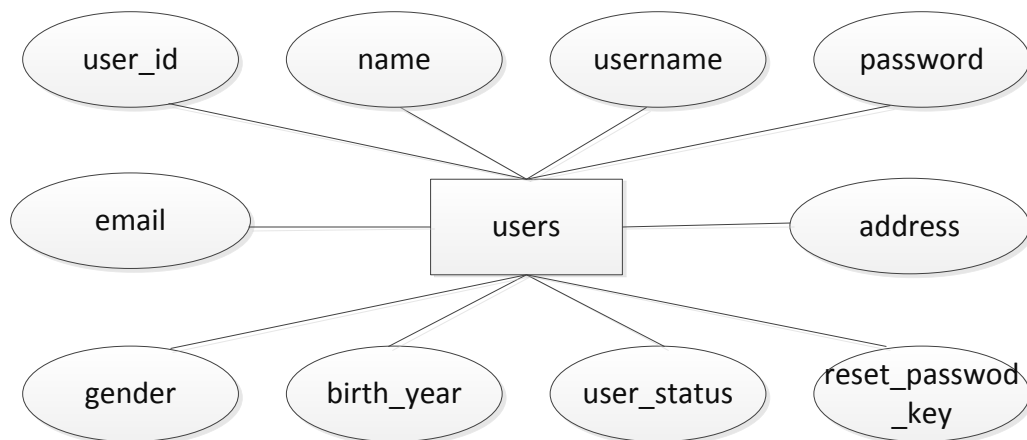 user_id
name
username
password
email
users
address
gender
birth_year
user_status
reset_passwod
_key